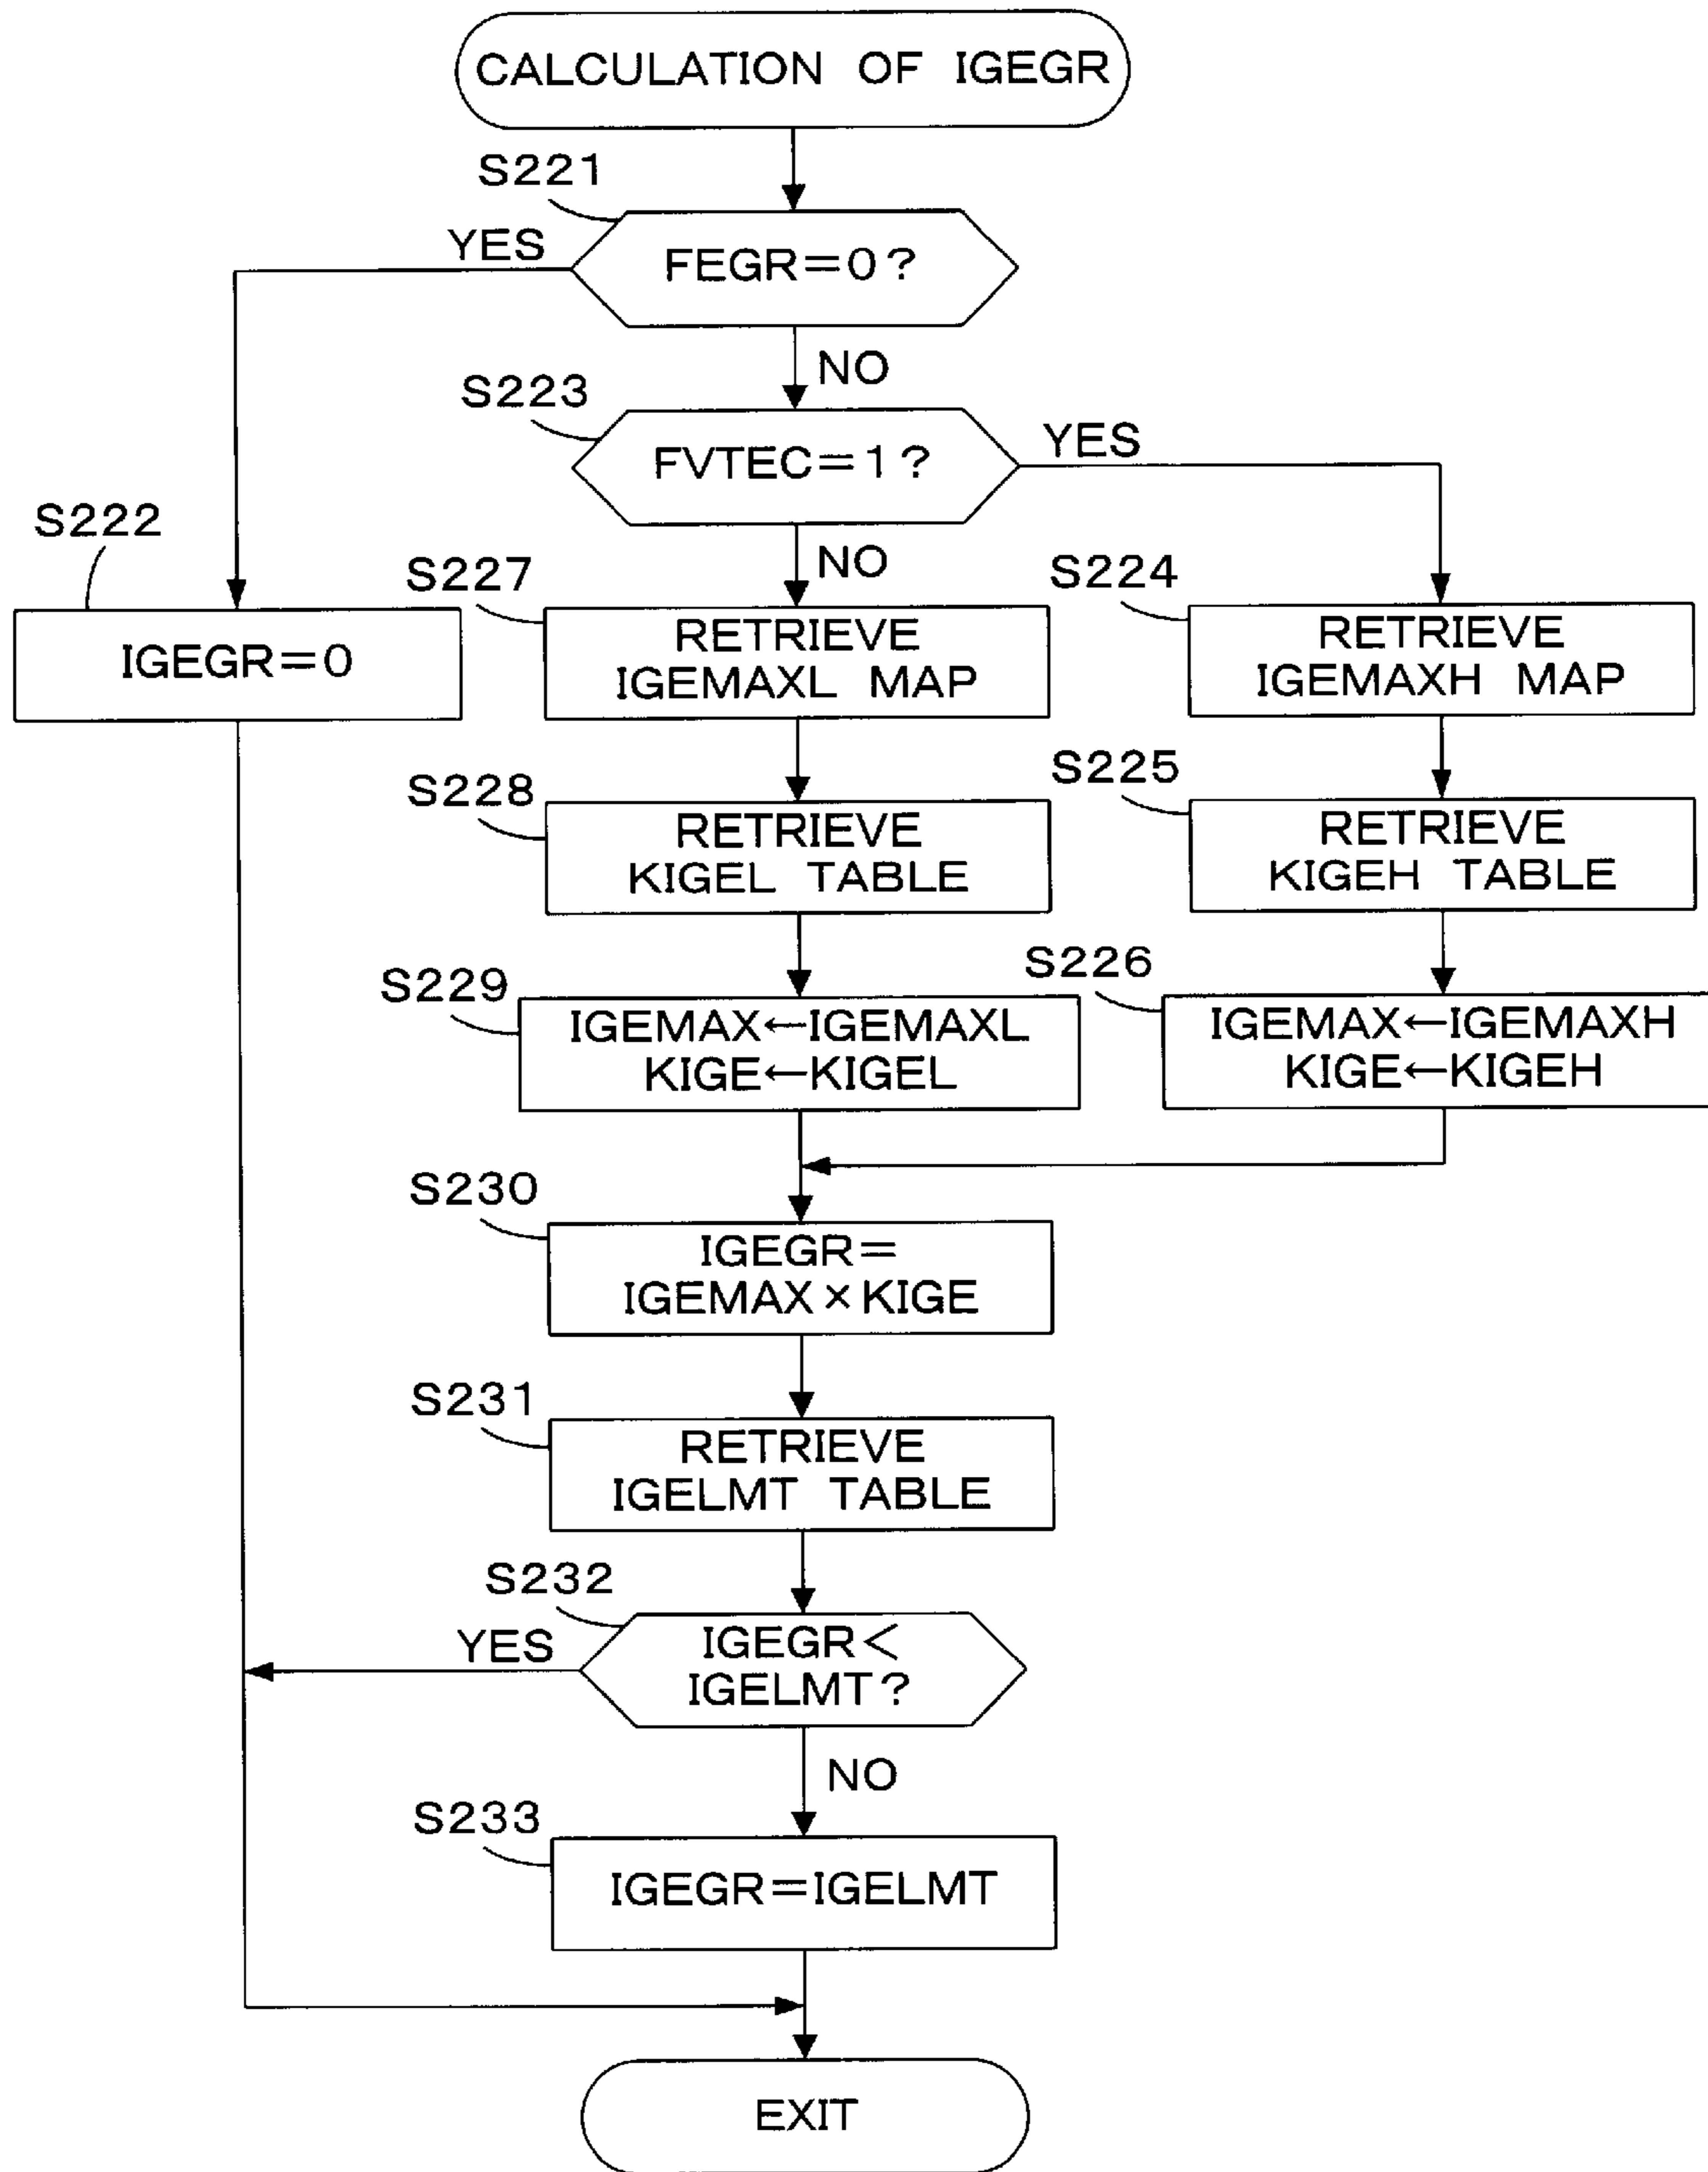 CALCULATION OF IGEGR
S221
YES
FEGR=0?
NO
S223
FVTEC=1?
YES
S222
NO
S227
S224
IGEGR=0
RETRIEVE
IGEMAXL MAP
RETRIEVE
IGEMAXH MAP
S228
S225
RETRIEVE
KIGEL TABLE
RETRIEVE
KIGEH TABLE
S229
S226
IGEMAX←IGEMAXL
KIGE←KIGEL
IGEMAX←IGEMAXH
KIGE←KIGEH
S230
IGEGR=
IGEMAX×KIGE
S231
RETRIEVE
IGELMT TABLE
S232
YES
IGEGR<
IGELMT?
NO
S233
IGEGR=IGELMT
EXIT